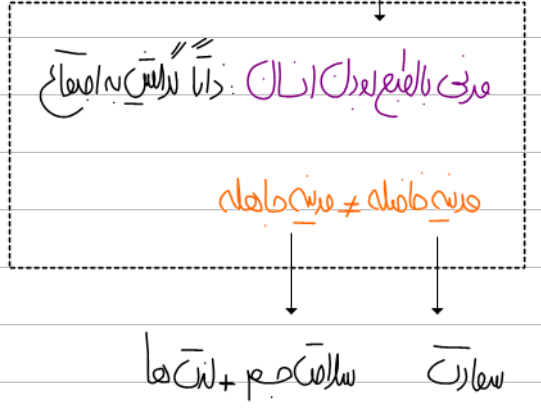 مدنی بالطبع بودن انسان : ذاتاً گرایش به اجتماع
مدینه فاضله ≠ مدینه جاهله
سعادت
سلامت جسم + لذت ها